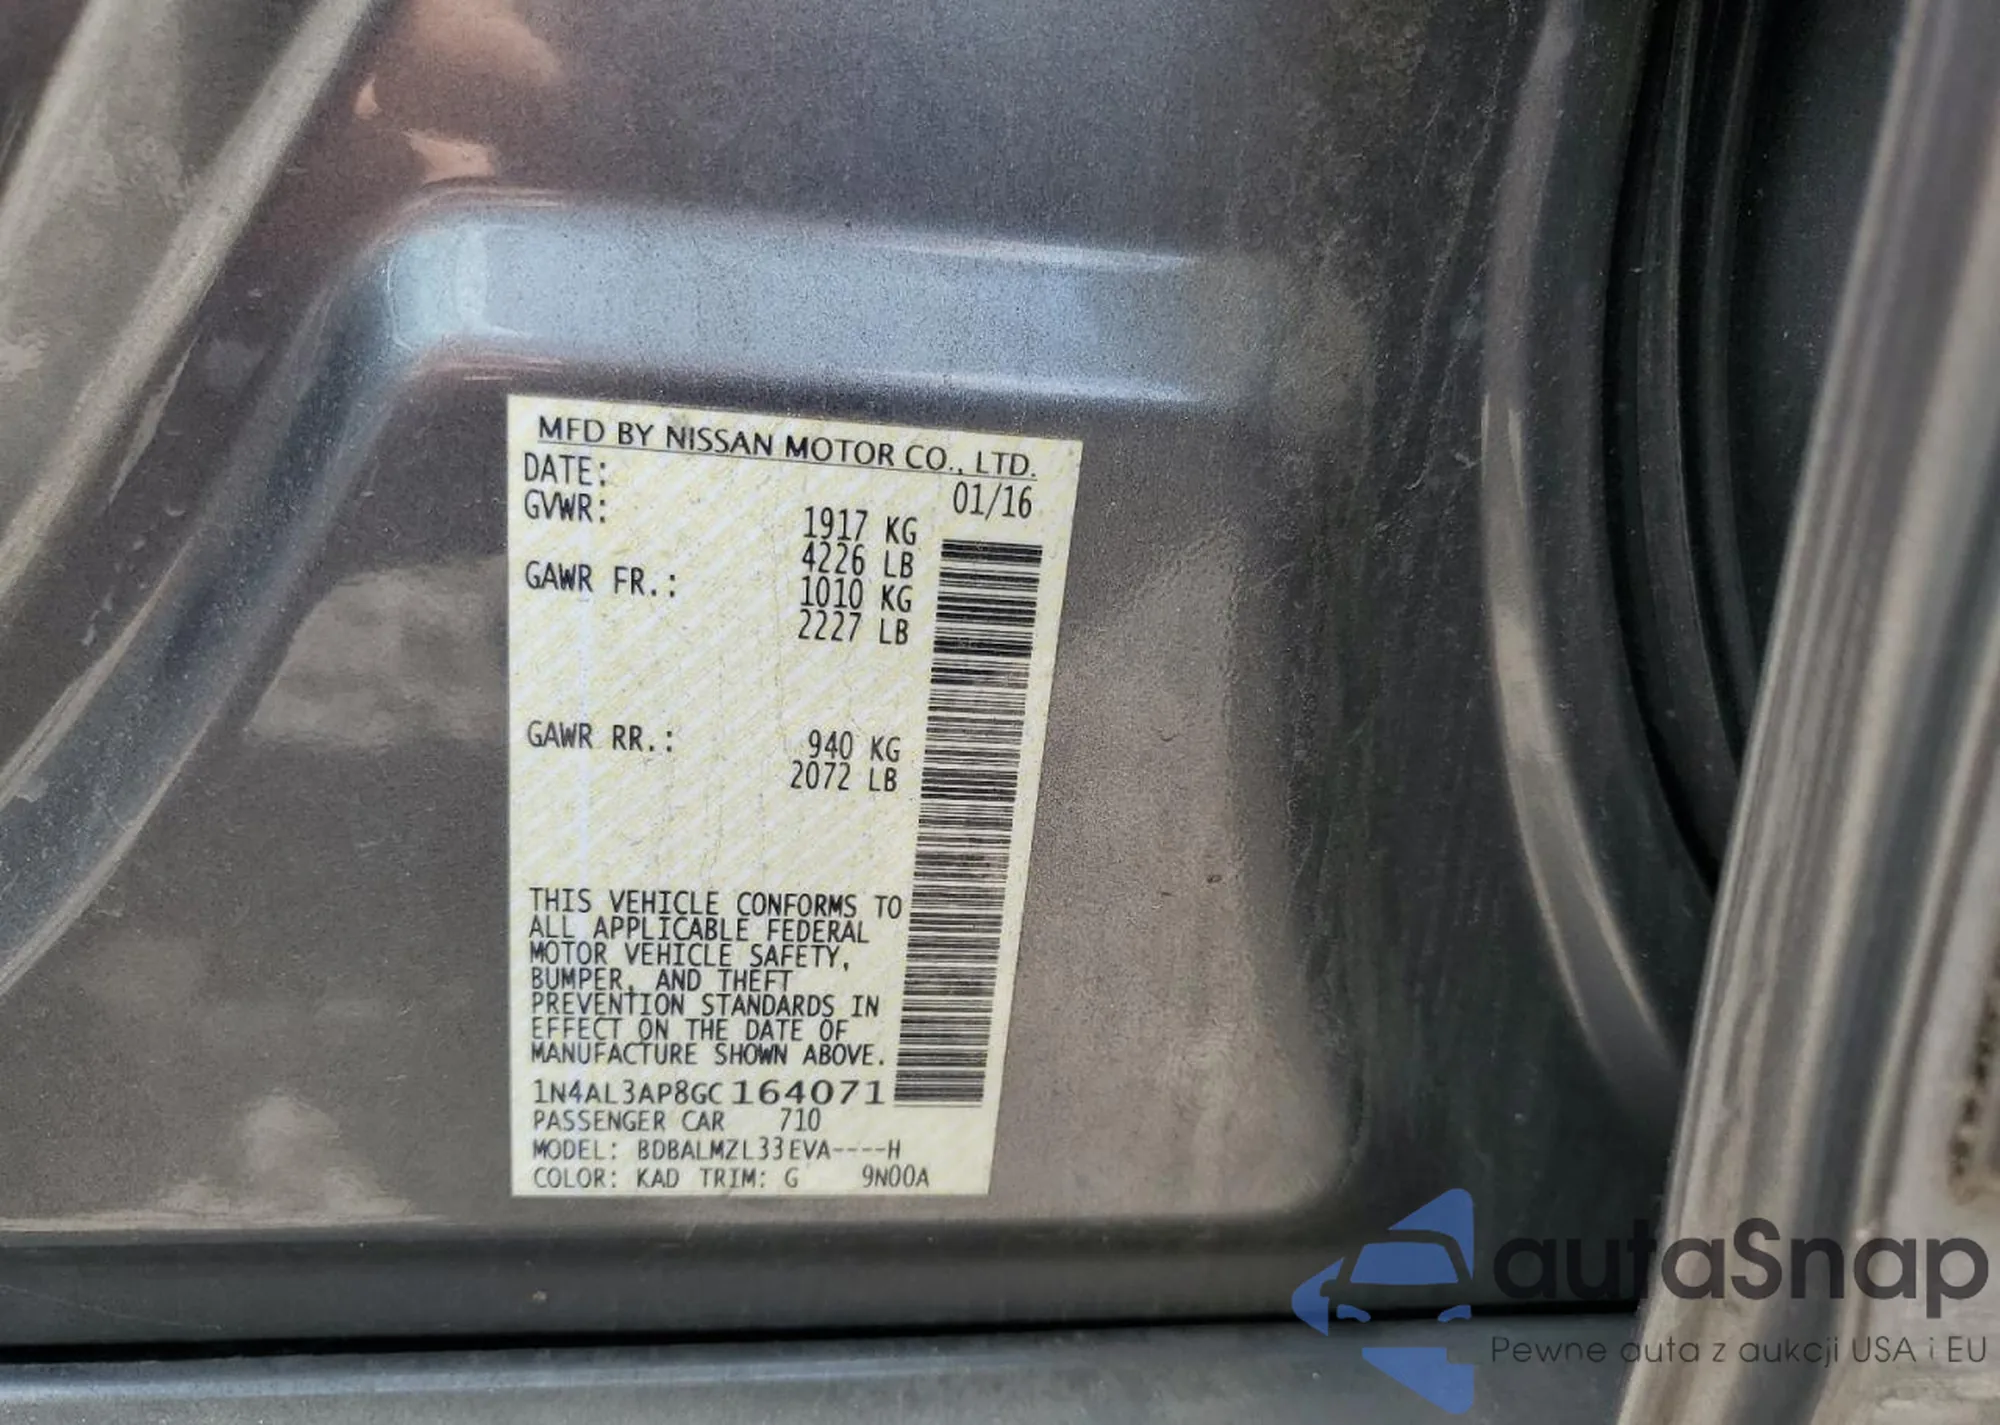 MFD BY NISSAN MOTOR CO., LTD.
DATE: 01/16
GVWR: 1917 KG
4226 LB
GAWR FR.: 1010 KG
2227 LB
GAWR RR.: 940 KG
2072 LB
THIS VEHICLE CONFORMS TO
ALL APPLICABLE FEDERAL
MOTOR VEHICLE SAFETY,
BUMPER, AND THEFT
PREVENTION STANDARDS IN
EFFECT ON THE DATE OF
MANUFACTURE SHOWN ABOVE.
1N4AL3AP8GC164071
PASSENGER CAR 710
MODEL: BDBALMZL33EVA----H
COLOR: KAD TRIM: G 9N00A
autaSnap
Pewne auta z aukcji USA i EU